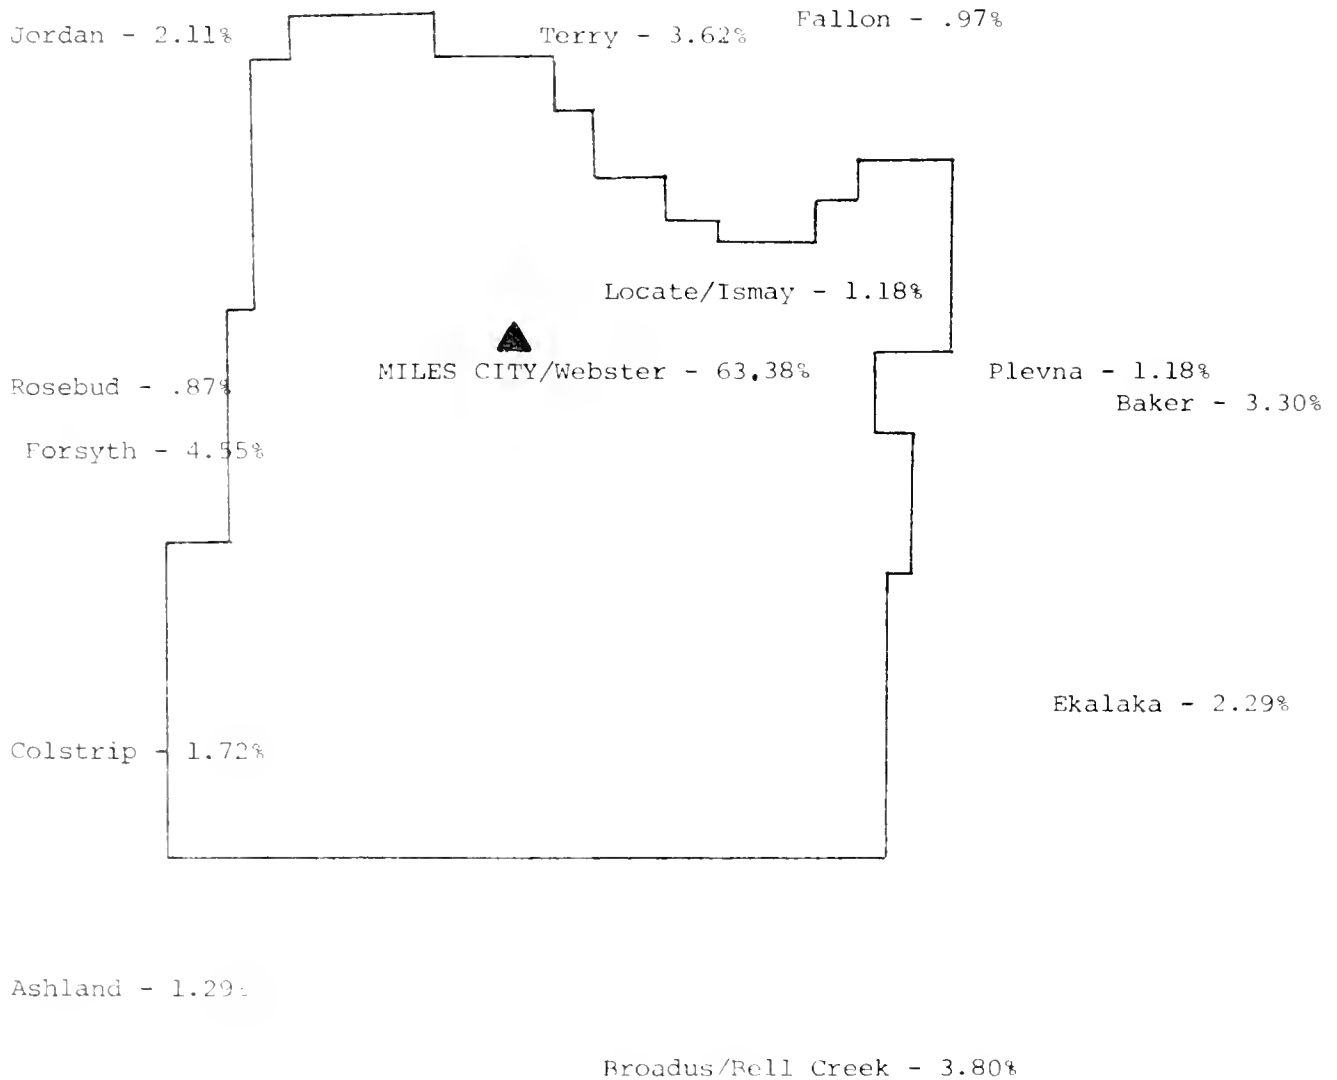 Jordan - 2.11%
Terry - 3.62%
Fallon - .97%
Locate/Ismay - 1.18%
MILES CITY/Webster - 63.38%
Rosebud - .87%
Plevna - 1.18%
Baker - 3.30%
Forsyth - 4.55%
Ekalaka - 2.29%
Colstrip - 1.72%
Ashland - 1.29%
Broadus/Bell Creek - 3.80%